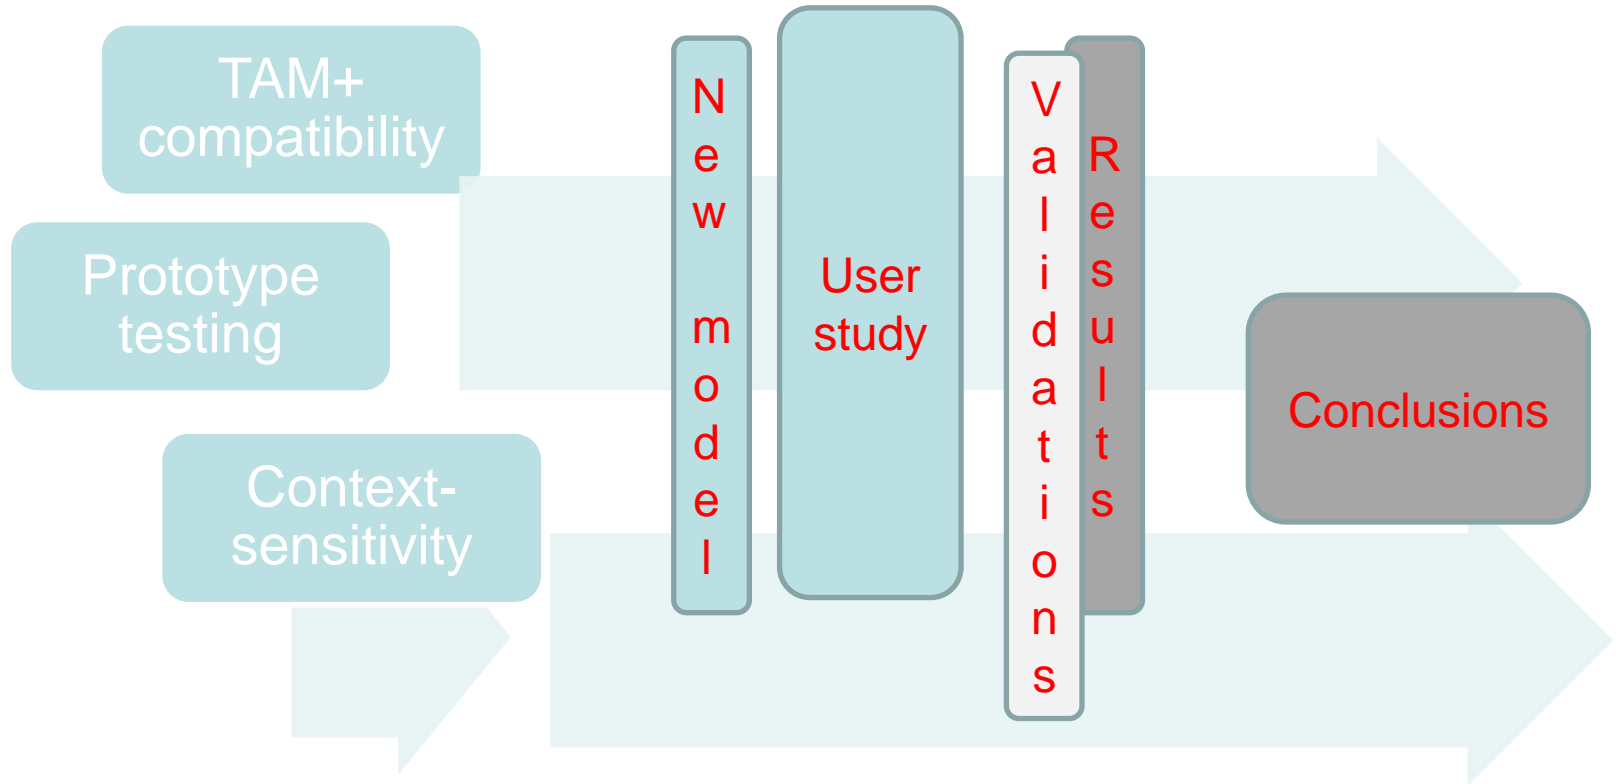 TAM+
compatibility
Prototype
testing
Context-
sensitivity
New model
User
study
Validations
Results
Conclusions